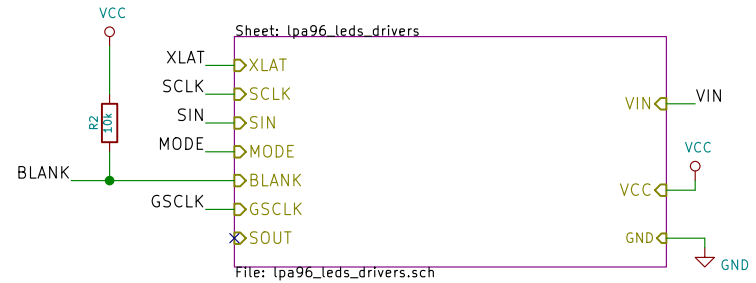 VCC
Sheet: lpa96_leds_drivers
XLAT XLAT
SCLK SCLK
R2 10k
VIN VIN
SIN SIN
MODE MODE
VCC
BLANK BLANK
VCC
GSCLK GSCLK
SOUT
GND
GND
File: lpa96_leds_drivers.sch